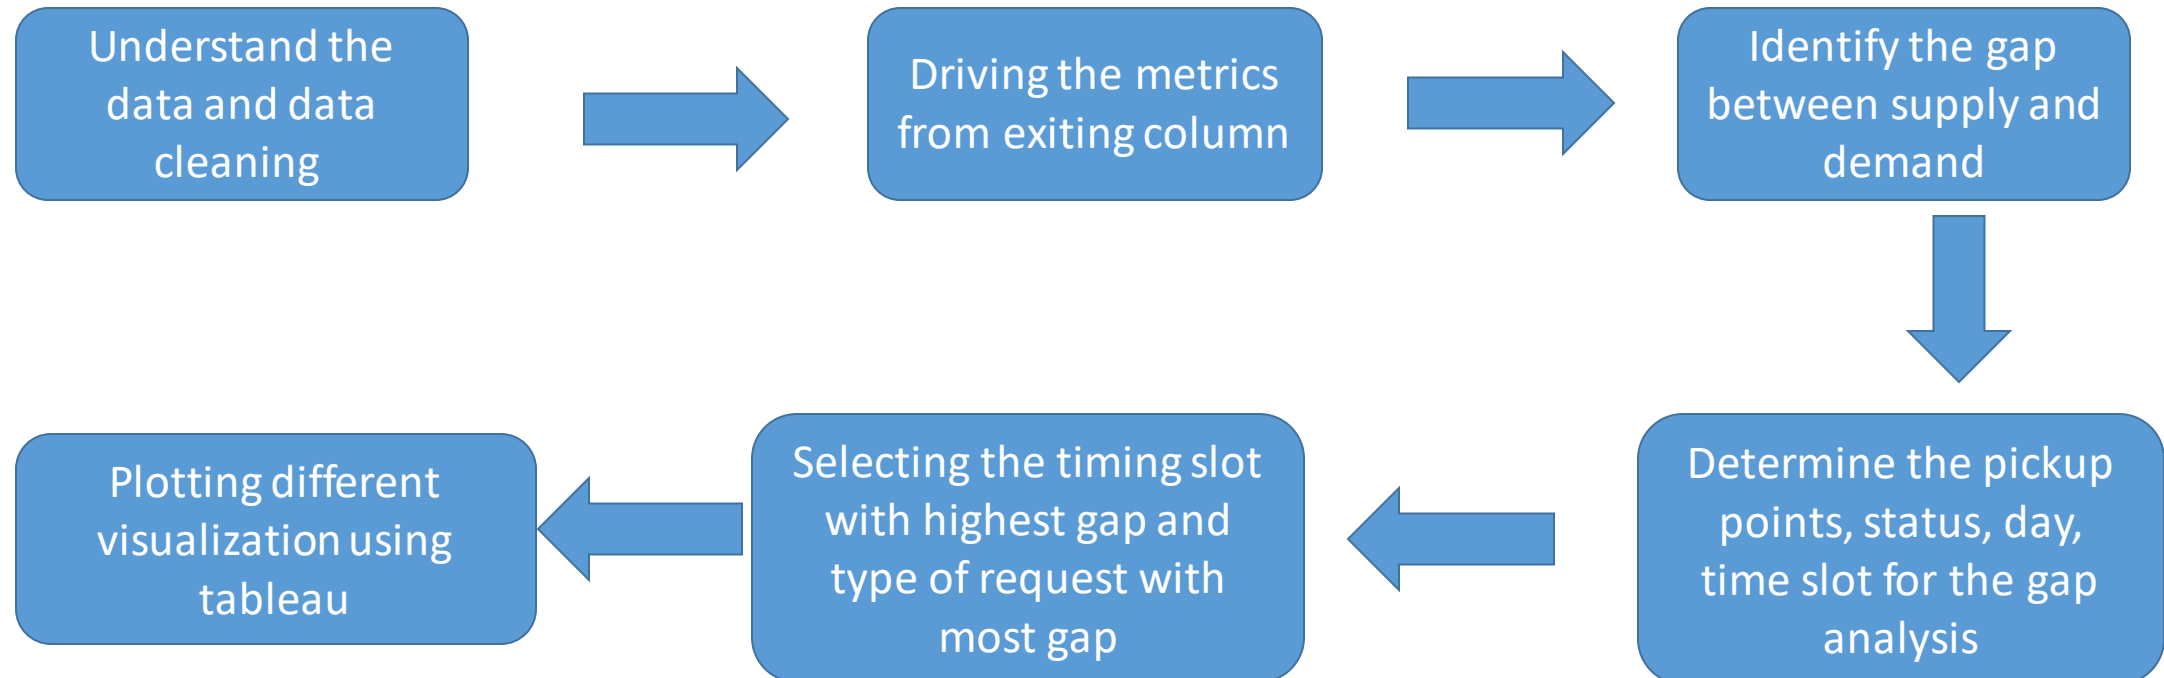 Understand the
data and data
cleaning
Driving the metrics
from exiting column
Identify the gap
between supply and
demand
Determine the pickup
points, status, day,
time slot for the gap
analysis
Selecting the timing slot
with highest gap and
type of request with
most gap
Plotting different
visualization using
tableau